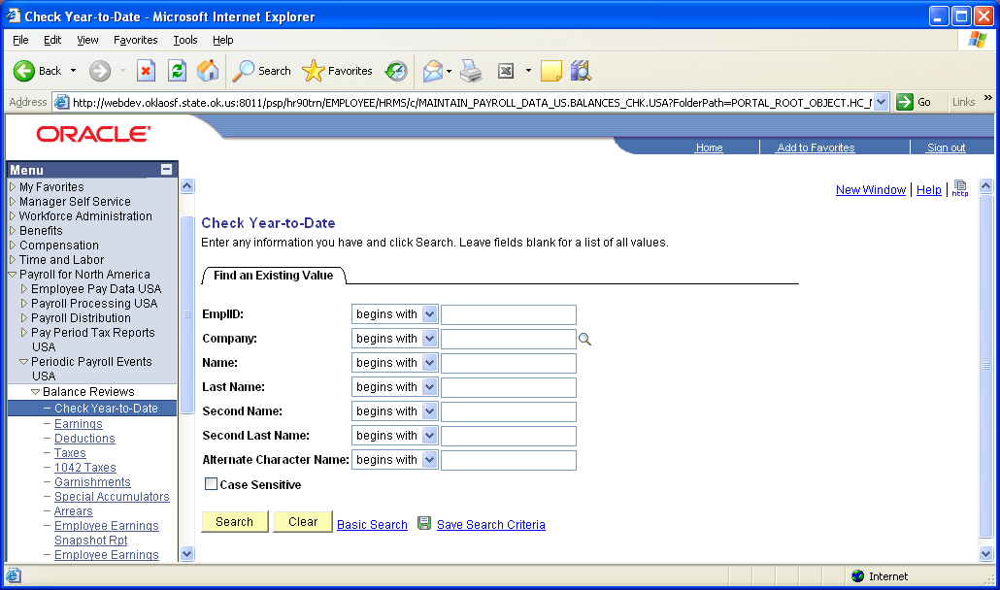 Check Year-to-Date - Microsoft Internet Explorer
File Edit View Favorites Tools Help
Back Search Favorites
Address http://webdev.oklaosf.state.ok.us:8011/psp/hr90trn/EMPLOYEE/HRMS/c/MAINTAIN_PAYROLL_DATA_US.BALANCES_CHK.USA?FolderPath=PORTAL_ROOT_OBJECT.HC_ Go Links »
ORACLE
Home Add to Favorites Sign out
Menu
My Favorites
Manager Self Service
Workforce Administration
Benefits
Compensation
Time and Labor
Payroll for North America
Employee Pay Data USA
Payroll Processing USA
Payroll Distribution
Pay Period Tax Reports
USA
Periodic Payroll Events
USA
Balance Reviews
– Check Year-to-Date
– Earnings
– Deductions
– Taxes
– 1042 Taxes
– Garnishments
– Special Accumulators
– Arrears
– Employee Earnings
Snapshot Rpt
– Employee Earnings
New Window | Help | http
Check Year-to-Date
Enter any information you have and click Search. Leave fields blank for a list of all values.
Find an Existing Value
EmplID: begins with
Company: begins with
Name: begins with
Last Name: begins with
Second Name: begins with
Second Last Name: begins with
Alternate Character Name: begins with
Case Sensitive
Search Clear Basic Search Save Search Criteria
Internet